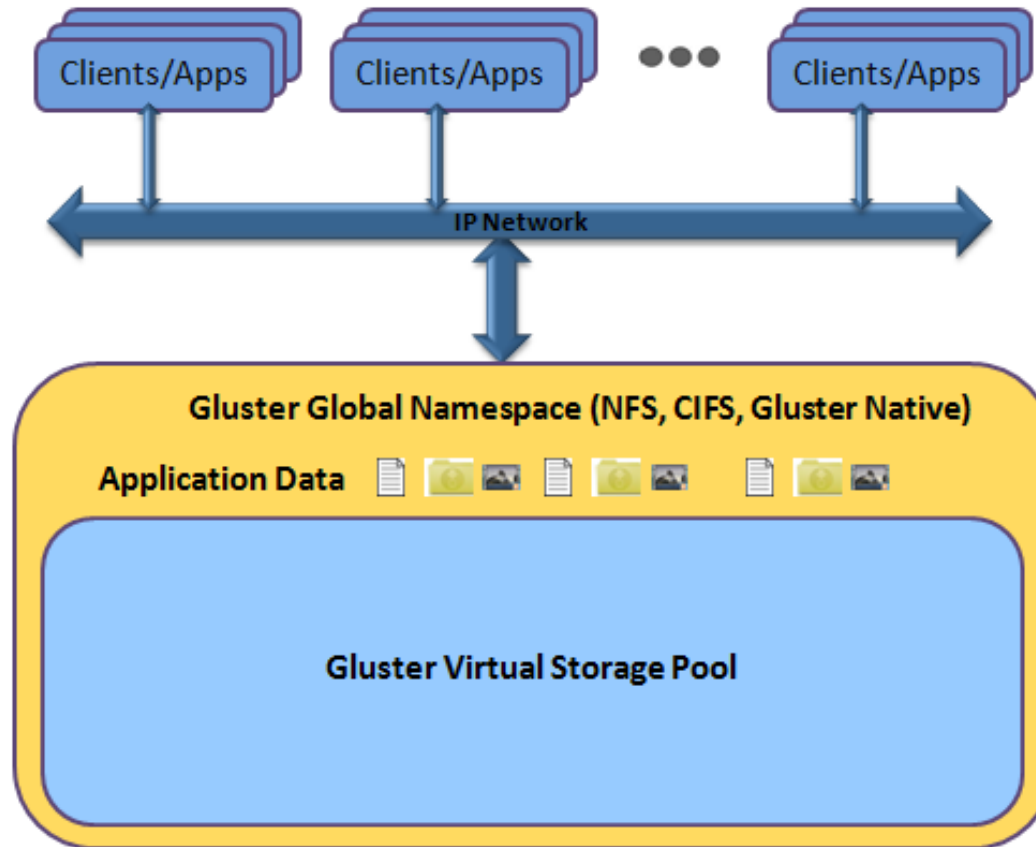 Clients/Apps
Clients/Apps
Clients/Apps
IP Network
Gluster Global Namespace (NFS, CIFS, Gluster Native)
Application Data
Gluster Virtual Storage Pool